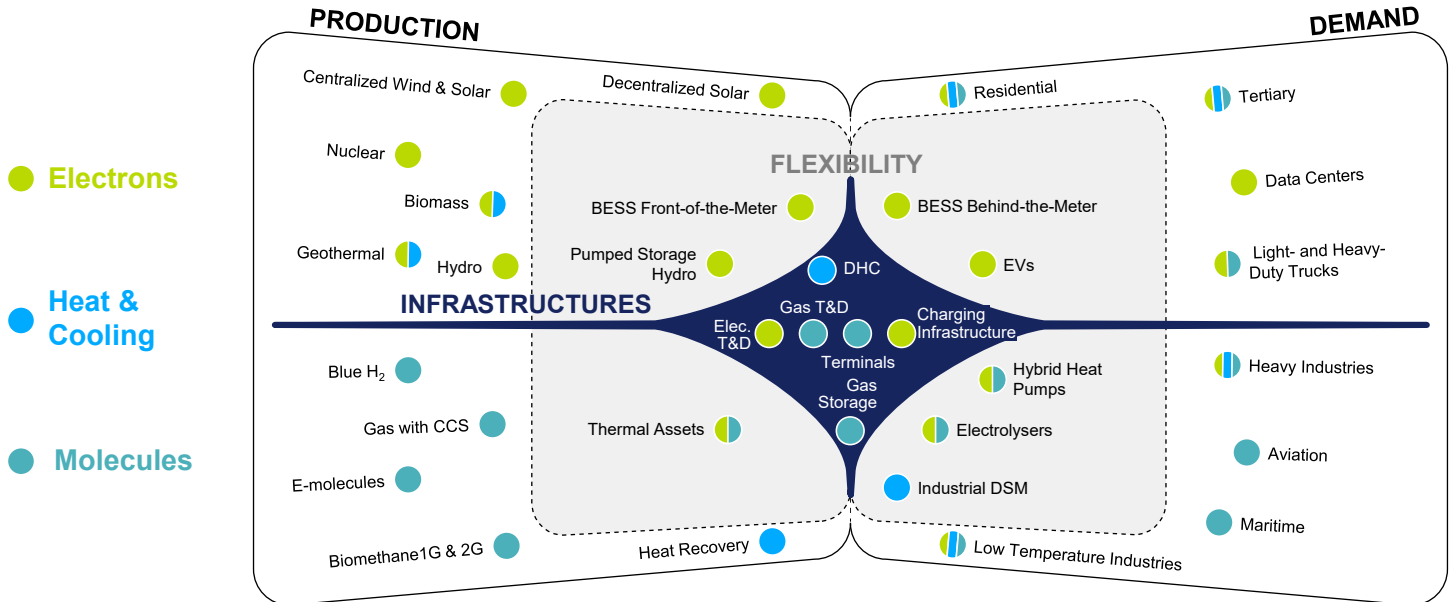 PRODUCTION
DEMAND
Centralized Wind & Solar
Decentralized Solar
Residential
Tertiary
Nuclear
FLEXIBILITY
Electrons
Data Centers
Biomass
BESS Front-of-the-Meter
BESS Behind-the-Meter
Geothermal
Hydro
Pumped Storage
Hydro
DHC
EVs
Light- and Heavy-
Duty Trucks
Heat &
Cooling
INFRASTRUCTURES
Gas T&D
Elec.
T&D
Charging
Infrastructure
Terminals
Blue H₂
Gas
Storage
Hybrid Heat
Pumps
Heavy Industries
Gas with CCS
Thermal Assets
Electrolysers
Molecules
Aviation
E-molecules
Industrial DSM
Maritime
Biomethane1G & 2G
Heat Recovery
Low Temperature Industries